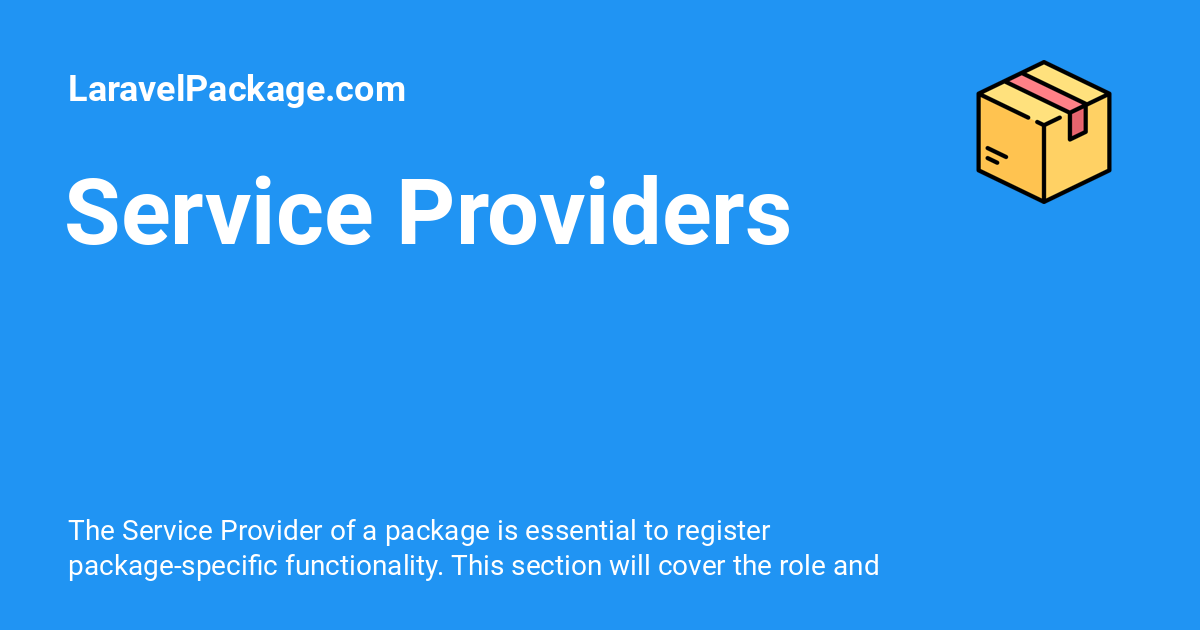 LaravelPackage.com
Service Providers
The Service Provider of a package is essential to register
package-specific functionality. This section will cover the role and